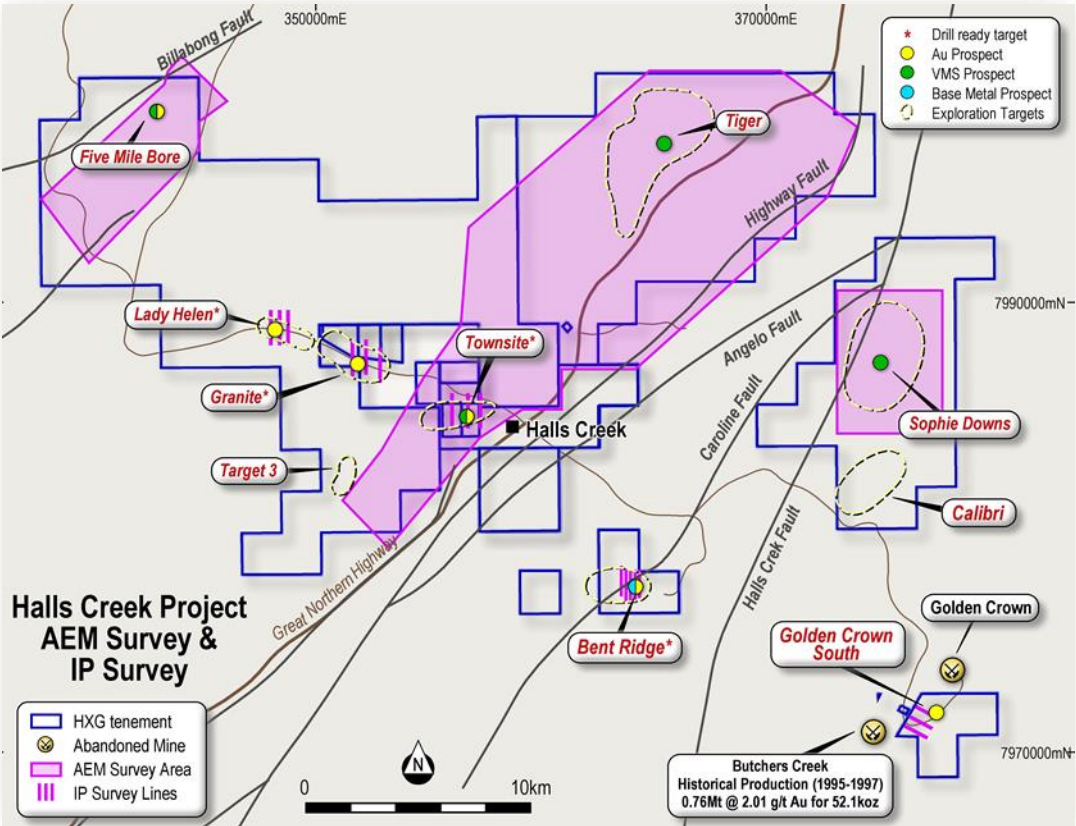 350000mE
370000mE
Billabong Fault
* Drill ready target
Au Prospect
VMS Prospect
Base Metal Prospect
Exploration Targets
Five Mile Bore
Tiger
Highway Fault
7990000mN
Lady Helen*
Townsite*
Angelo Fault
Granite*
Caroline Fault
Halls Creek
Sophie Downs
Target 3
Calibri
Halls Crek Fault
Great Northern Highway
Halls Creek Project
AEM Survey &
IP Survey
Bent Ridge*
Golden Crown
South
Golden Crown
HXG tenement
Abandoned Mine
AEM Survey Area
IP Survey Lines
N
0
10km
7970000mN
Butchers Creek
Historical Production (1995-1997)
0.76Mt @ 2.01 g/t Au for 52.1koz